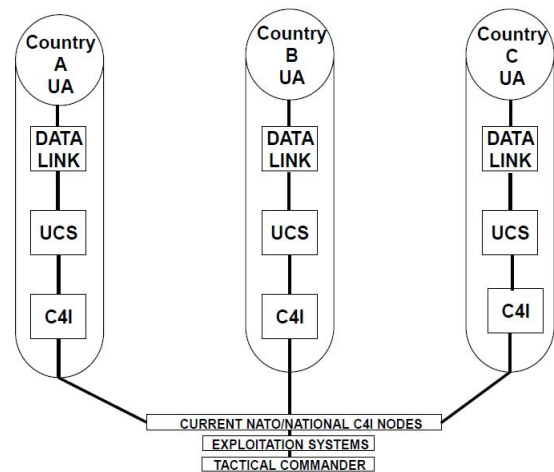 Country
A
UA
DATA
LINK
UCS
C4I
Country
B
UA
DATA
LINK
UCS
C4I
Country
C
UA
DATA
LINK
UCS
C4I
CURRENT NATO/NATIONAL C4I NODES
EXPLOITATION SYSTEMS
TACTICAL COMMANDER